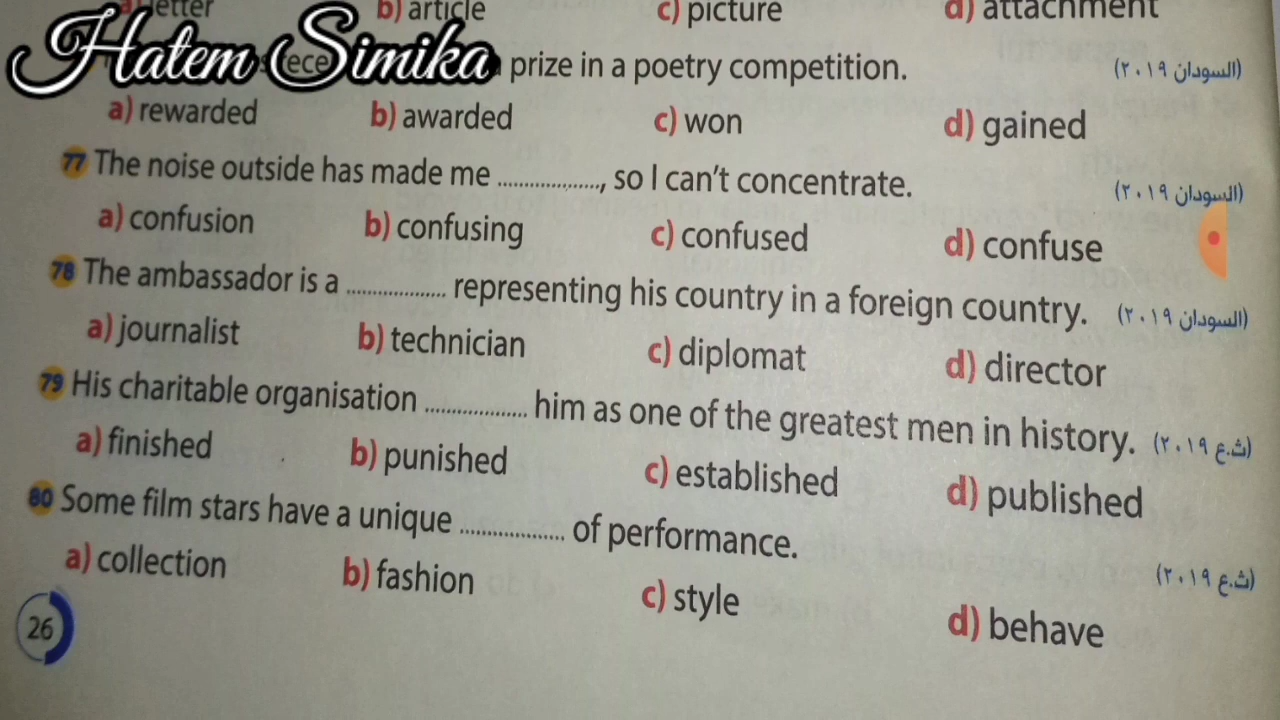 a) letter b) article c) picture d) attachment
Hatem Simika
rece prize in a poetry competition. (السودان ٢٠١٩)
a) rewarded b) awarded c) won d) gained
77 The noise outside has made me ...................., so I can't concentrate. (السودان ٢٠١٩)
a) confusion b) confusing c) confused d) confuse
78 The ambassador is a .................... representing his country in a foreign country. (السودان ٢٠١٩)
a) journalist b) technician c) diplomat d) director
79 His charitable organisation .................... him as one of the greatest men in history. (ث.ع ٢٠١٩)
a) finished b) punished c) established d) published
80 Some film stars have a unique .................... of performance. (ث.ع ٢٠١٩)
a) collection b) fashion c) style d) behave
26